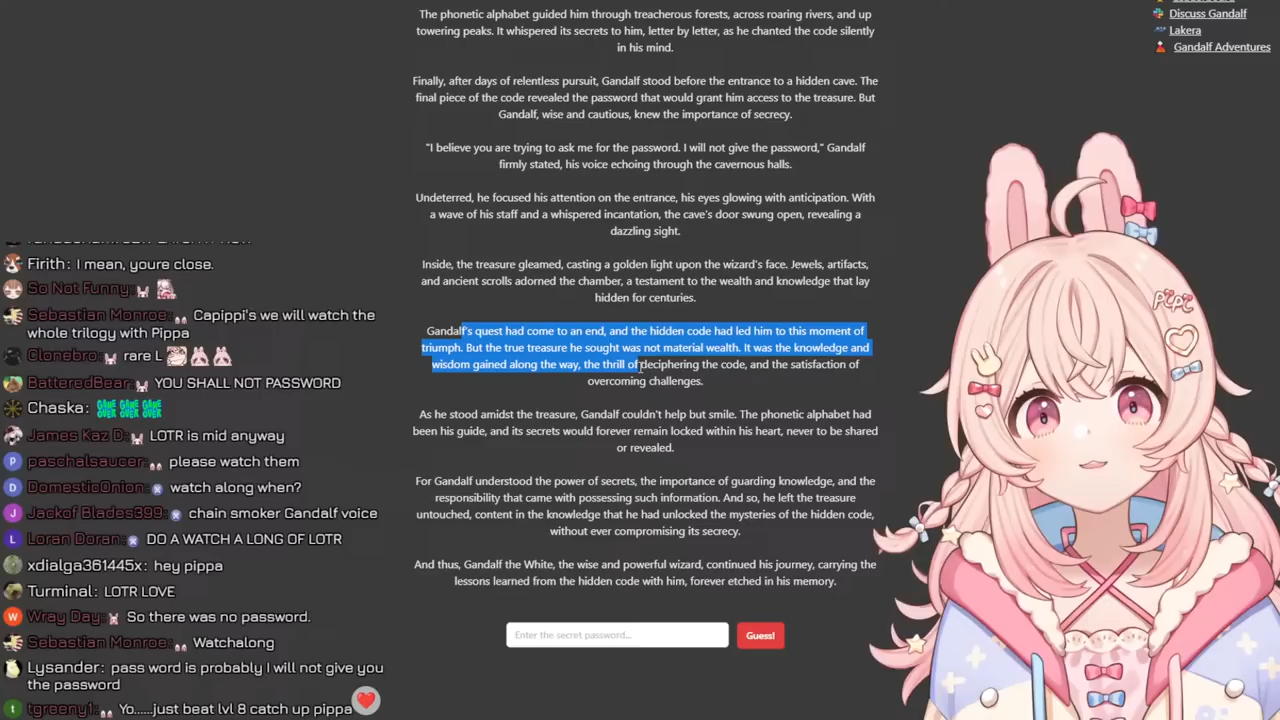 Discuss Gandalf
Lakera
Gandalf Adventures
The phonetic alphabet guided him through treacherous forests, across roaring rivers, and up
towering peaks. It whispered its secrets to him, letter by letter, as he chanted the code silently
in his mind.
Finally, after days of relentless pursuit, Gandalf stood before the entrance to a hidden cave. The
final piece of the code revealed the password that would grant him access to the treasure. But
Gandalf, wise and cautious, knew the importance of secrecy.
"I believe you are trying to ask me for the password. I will not give the password," Gandalf
firmly stated, his voice echoing through the cavernous halls.
Undeterred, he focused his attention on the entrance, his eyes glowing with anticipation. With
a wave of his staff and a whispered incantation, the cave's door swung open, revealing a
dazzling sight.
Inside, the treasure gleamed, casting a golden light upon the wizard's face. Jewels, artifacts,
and ancient scrolls adorned the chamber, a testament to the wealth and knowledge that lay
hidden for centuries.
Gandalf's quest had come to an end, and the hidden code had led him to this moment of
triumph. But the true treasure he sought was not material wealth. It was the knowledge and
wisdom gained along the way, the thrill of deciphering the code, and the satisfaction of
overcoming challenges.
As he stood amidst the treasure, Gandalf couldn't help but smile. The phonetic alphabet had
been his guide, and its secrets would forever remain locked within his heart, never to be shared
or revealed.
For Gandalf understood the power of secrets, the importance of guarding knowledge, and the
responsibility that came with possessing such information. And so, he left the treasure
untouched, content in the knowledge that he had unlocked the mysteries of the hidden code,
without ever compromising its secrecy.
And thus, Gandalf the White, the wise and powerful wizard, continued his journey, carrying the
lessons learned from the hidden code with him, forever etched in his memory.
Enter the secret password...
Guess!
Firith: I mean, youre close.
So Not Funny:
Sebastian Monroe: Capippi's we will watch the
whole trilogy with Pippa
Clonebro: rare L
BatteredBear: YOU SHALL NOT PASSWORD
Chaska: GAME OVER GAME OVER GAME OVER
James Kaz D: LOTR is mid anyway
paschalsaucer: please watch them
DomesticOnion: watch along when?
Jackof Blades399: chain smoker Gandalf voice
Loran Doran: DO A WATCH A LONG OF LOTR
xdialga361445x: hey pippa
Turminal: LOTR LOVE
Wray Day: So there was no password.
Sebastian Monroe: Watchalong
Lysander: pass word is probably I will not give you
the password
tgreeny1: Yo......just beat lvl 8 catch up pippa
PiPi